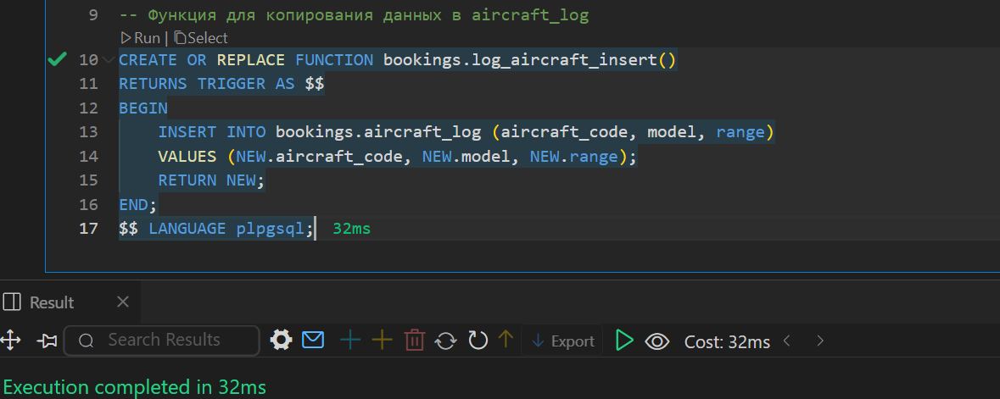 9 -- Функция для копирования данных в aircraft_log
Run | Select
10 CREATE OR REPLACE FUNCTION bookings.log_aircraft_insert()
11 RETURNS TRIGGER AS $$
12 BEGIN
13 INSERT INTO bookings.aircraft_log (aircraft_code, model, range)
14 VALUES (NEW.aircraft_code, NEW.model, NEW.range);
15 RETURN NEW;
16 END;
17 $$ LANGUAGE plpgsql; 32ms
Result
Search Results Export Cost: 32ms
Execution completed in 32ms